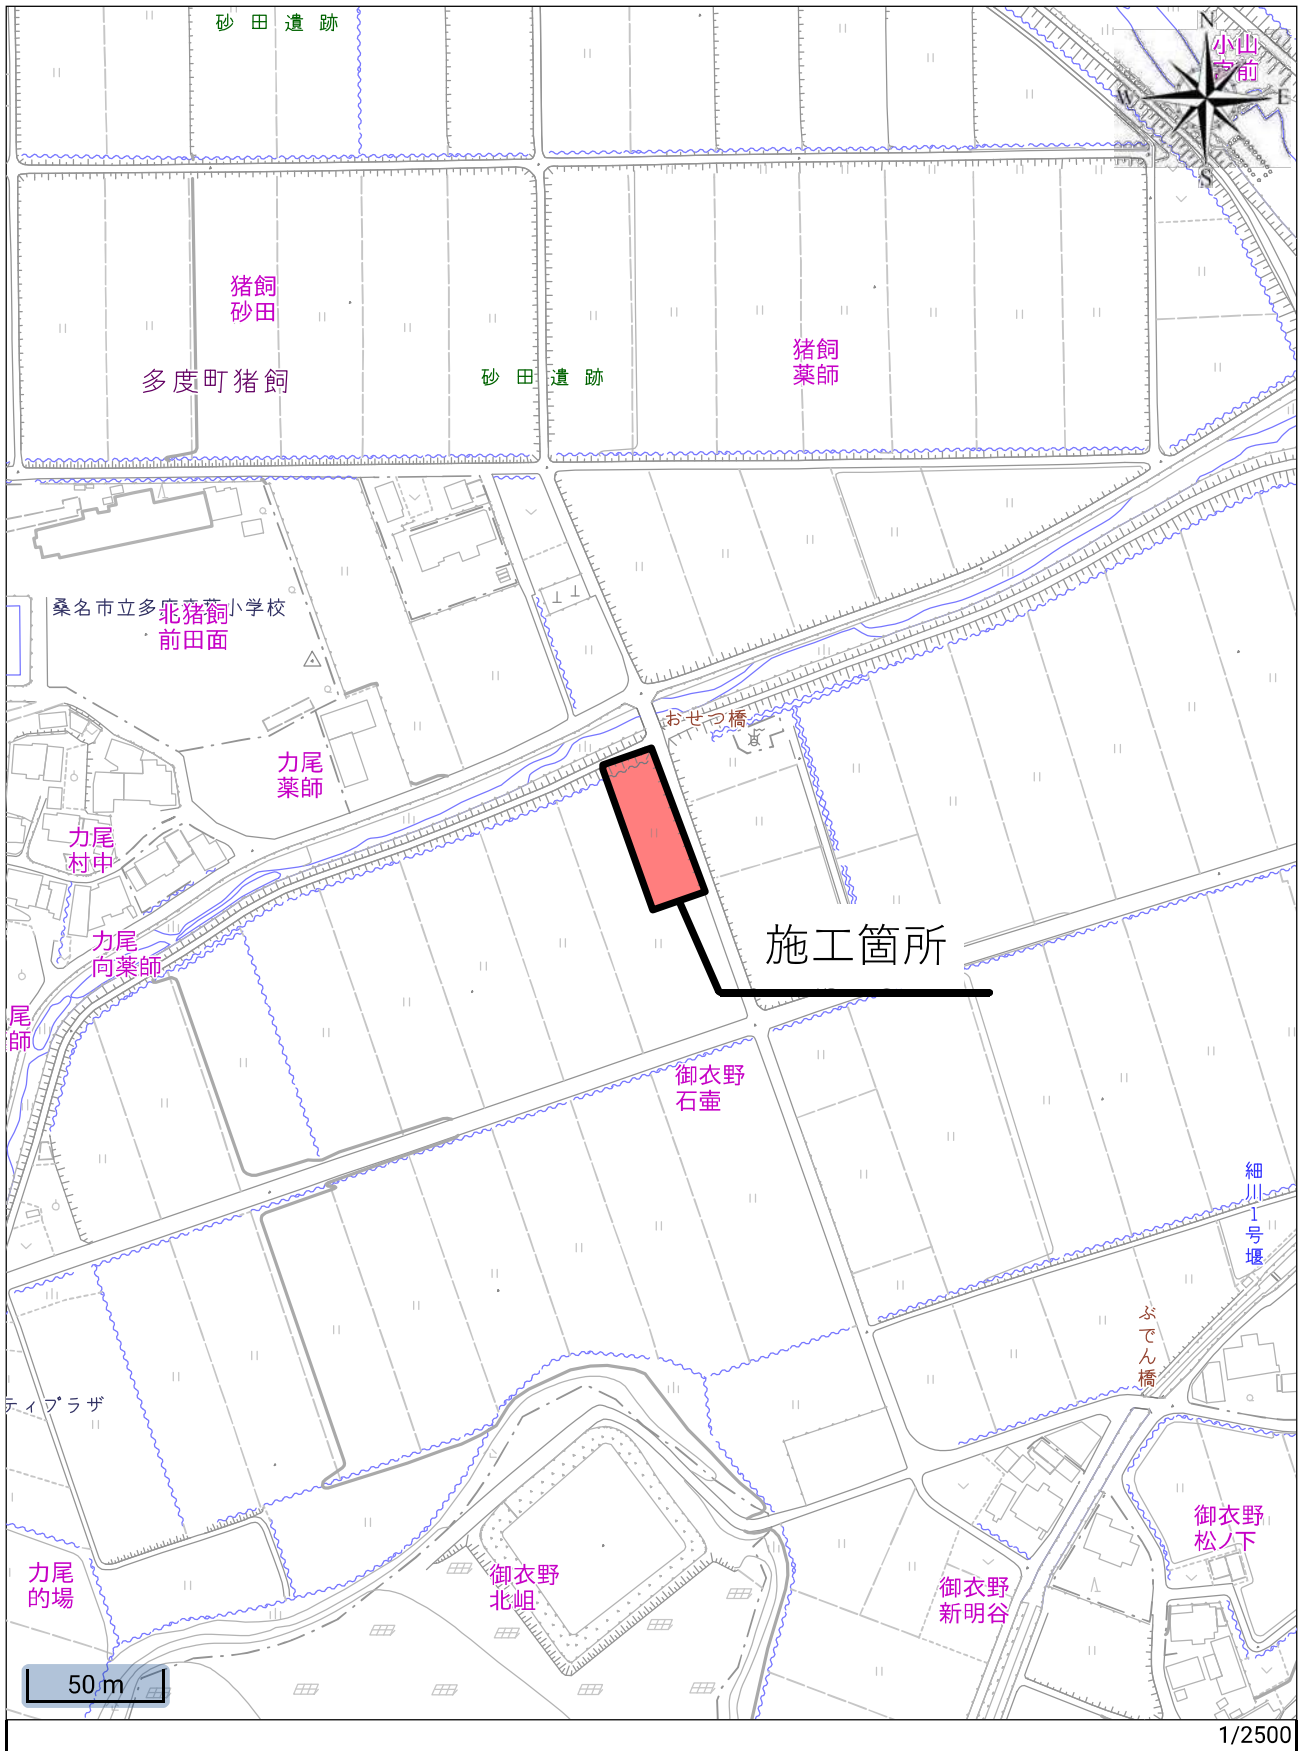 砂田遺跡
N
小山
宮前
W
E
S
猪飼
砂田
猪飼
薬師
多度町猪飼
砂田遺跡
桑名市立多度
小学校
北猪飼
前田面
おせつ橋
力尾
薬師
力尾
村中
力尾
向薬師
施工箇所
尾
師
御衣野
石壷
細川1号堰
ぶでん橋
ティプラザ
御衣野
松ノ下
力尾
的場
御衣野
北岨
御衣野
新明谷
50 m
1/2500